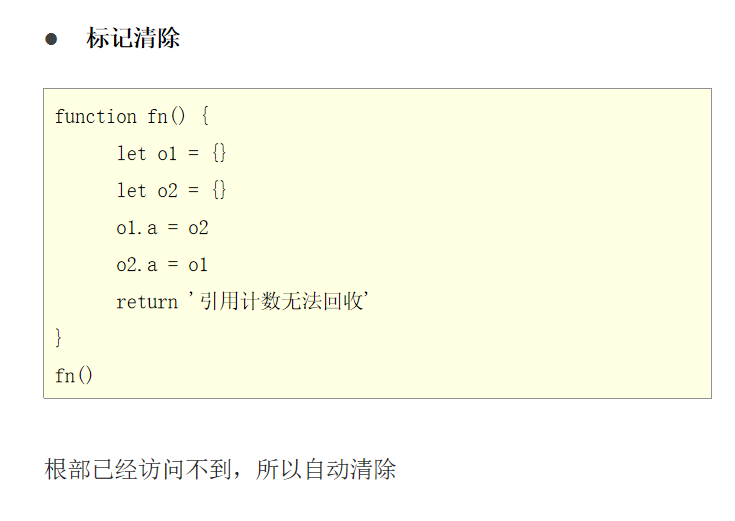 ● 标记清除
function fn() {
let o1 = {}
let o2 = {}
o1.a = o2
o2.a = o1
return '引用计数无法回收'
}
fn()
根部已经访问不到，所以自动清除